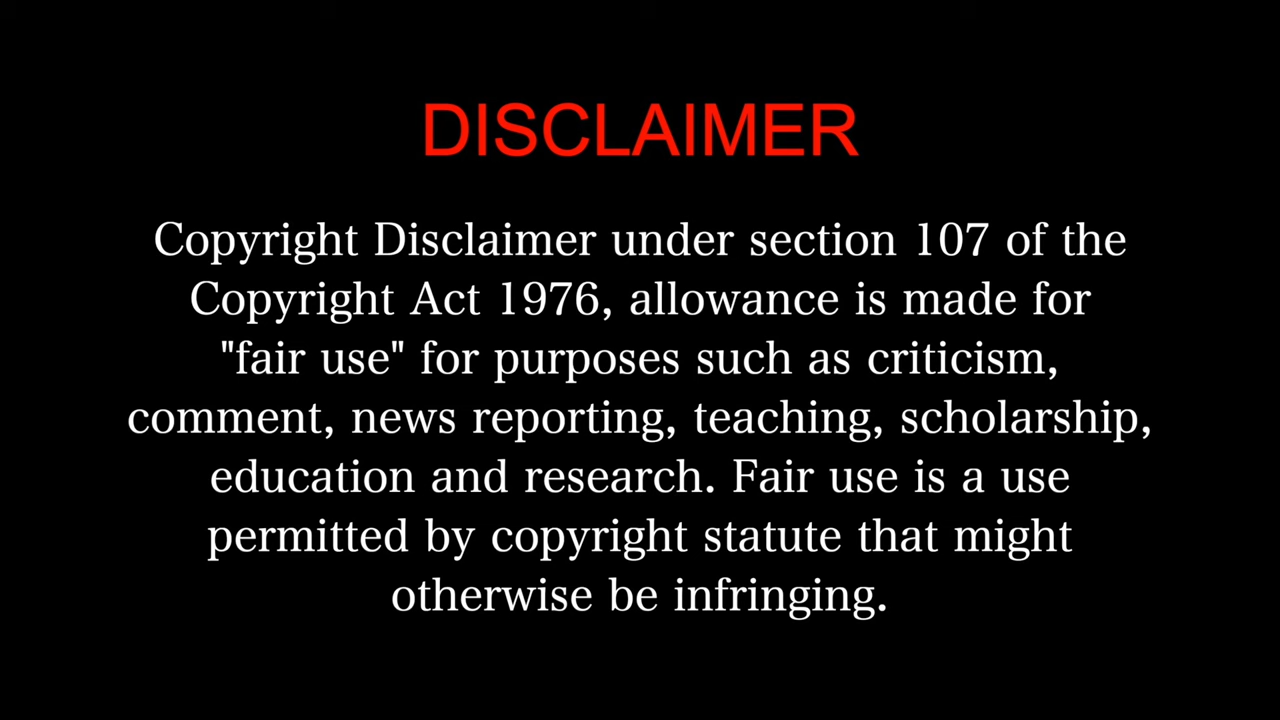 DISCLAIMER
Copyright Disclaimer under section 107 of the
Copyright Act 1976, allowance is made for
"fair use" for purposes such as criticism,
comment, news reporting, teaching, scholarship,
education and research. Fair use is a use
permitted by copyright statute that might
otherwise be infringing.